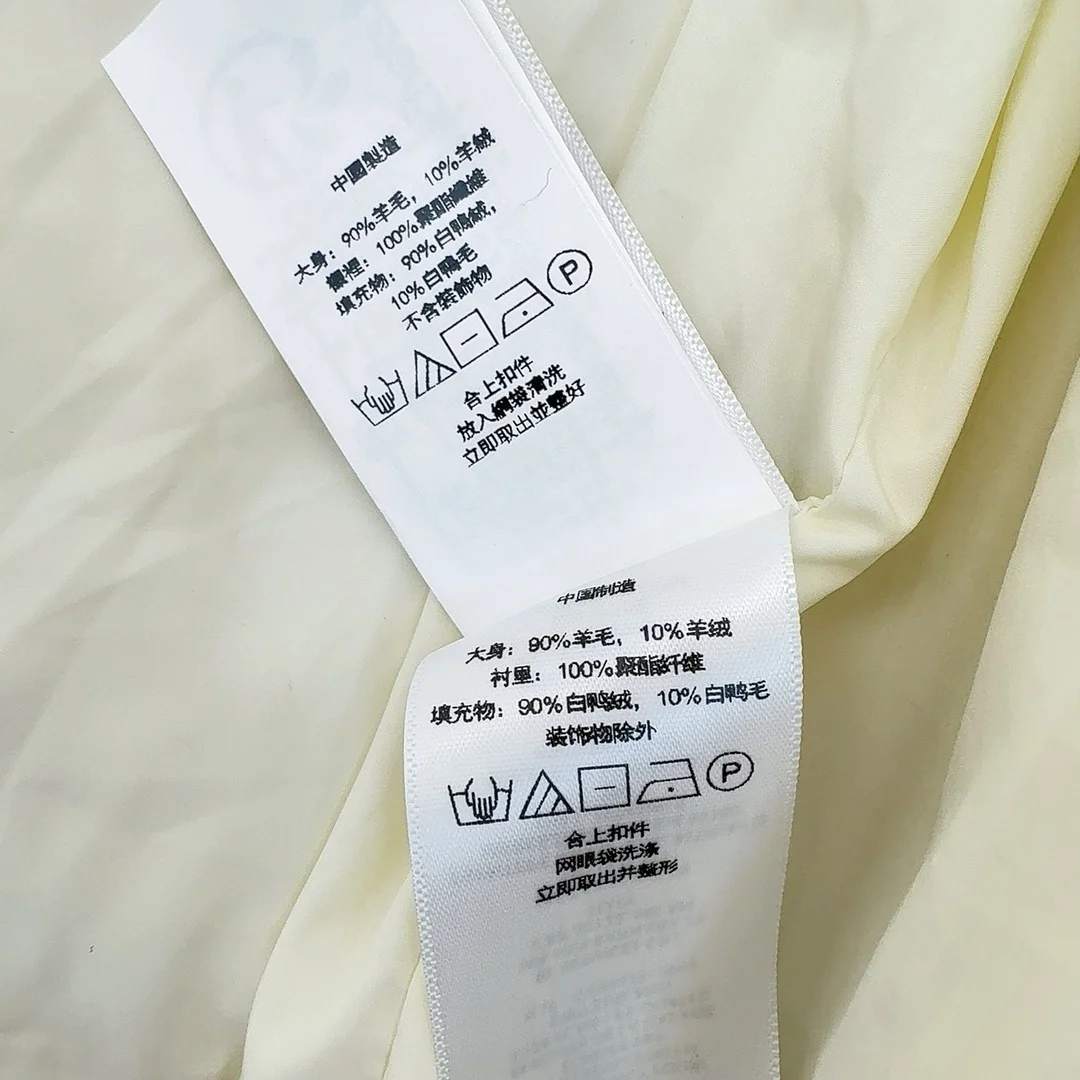 中國製造
大身：90%羊毛，10%羊絨
襯裡：100%聚酯纖維
填充物：90%白鴨絨，
10%白鴨毛
不含裝飾物
P
合上扣件
放入網袋清洗
立即取出並整好
中国制造
大身：90%羊毛，10%羊绒
衬里：100%聚酯纤维
填充物：90%白鸭绒，10%白鸭毛
装饰物除外
P
合上扣件
网眼袋洗涤
立即取出并整形